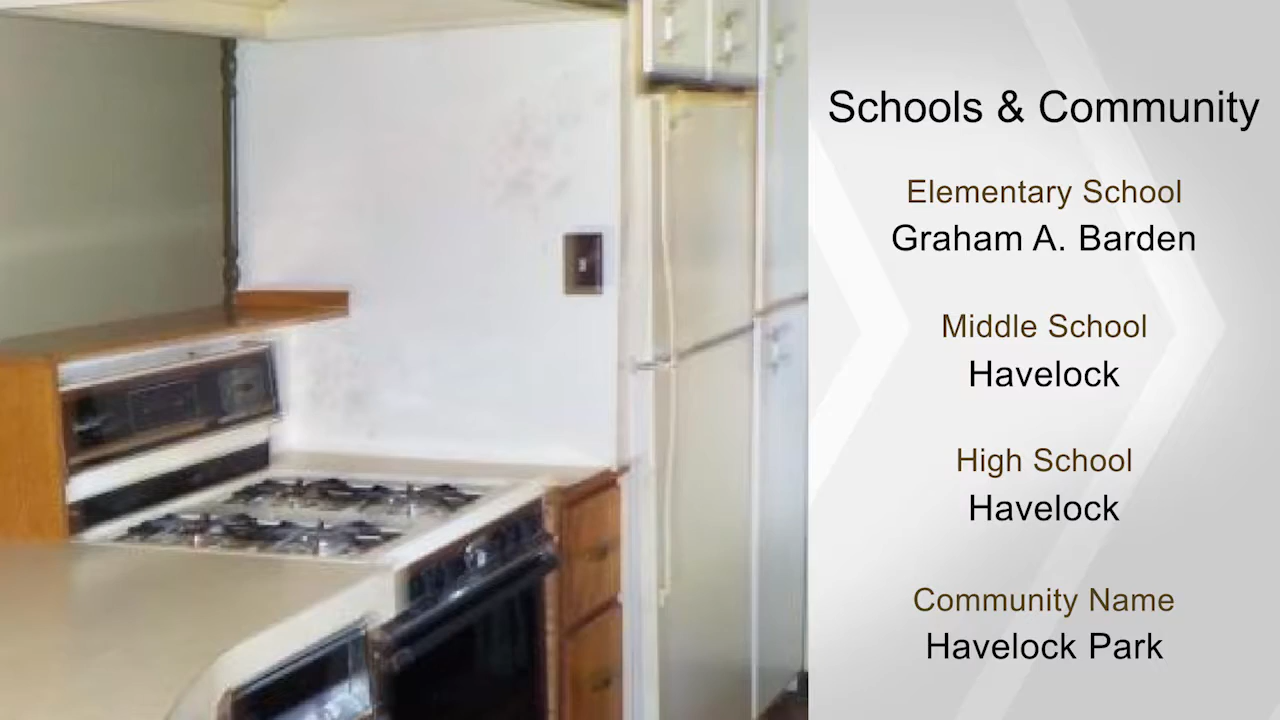 Schools & Community
Elementary School
Graham A. Barden
Middle School
Havelock
High School
Havelock
Community Name
Havelock Park